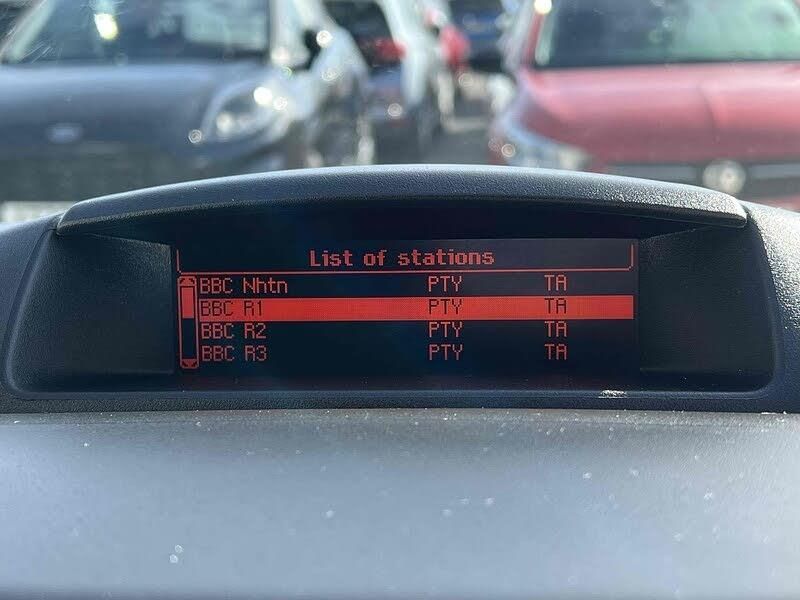 List of stations
BBC Nhtn PTY TA
BBC R1 PTY TA
BBC R2 PTY TA
BBC R3 PTY TA